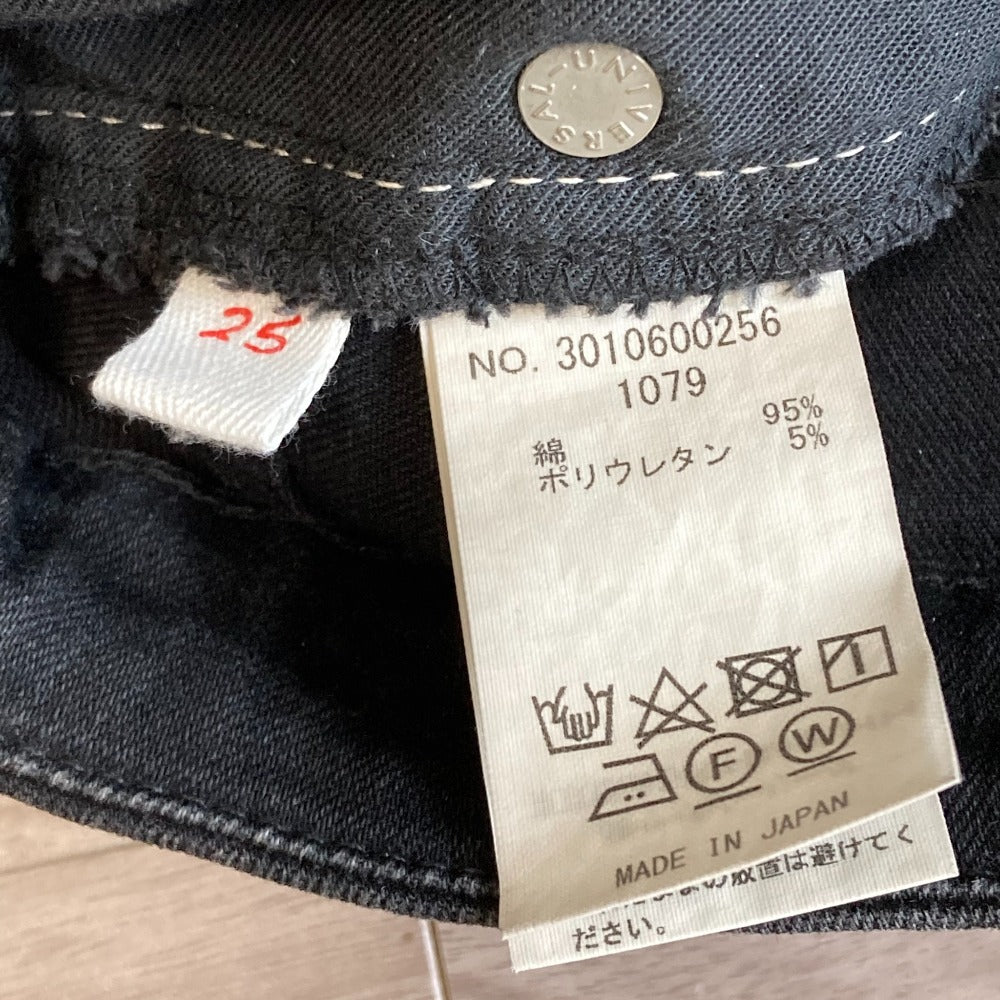 UNIVERSAL
25
NO. 3010600256
1079
綿 95%
ポリウレタン 5%
F W
MADE IN JAPAN
放置は避けてく
ださい。